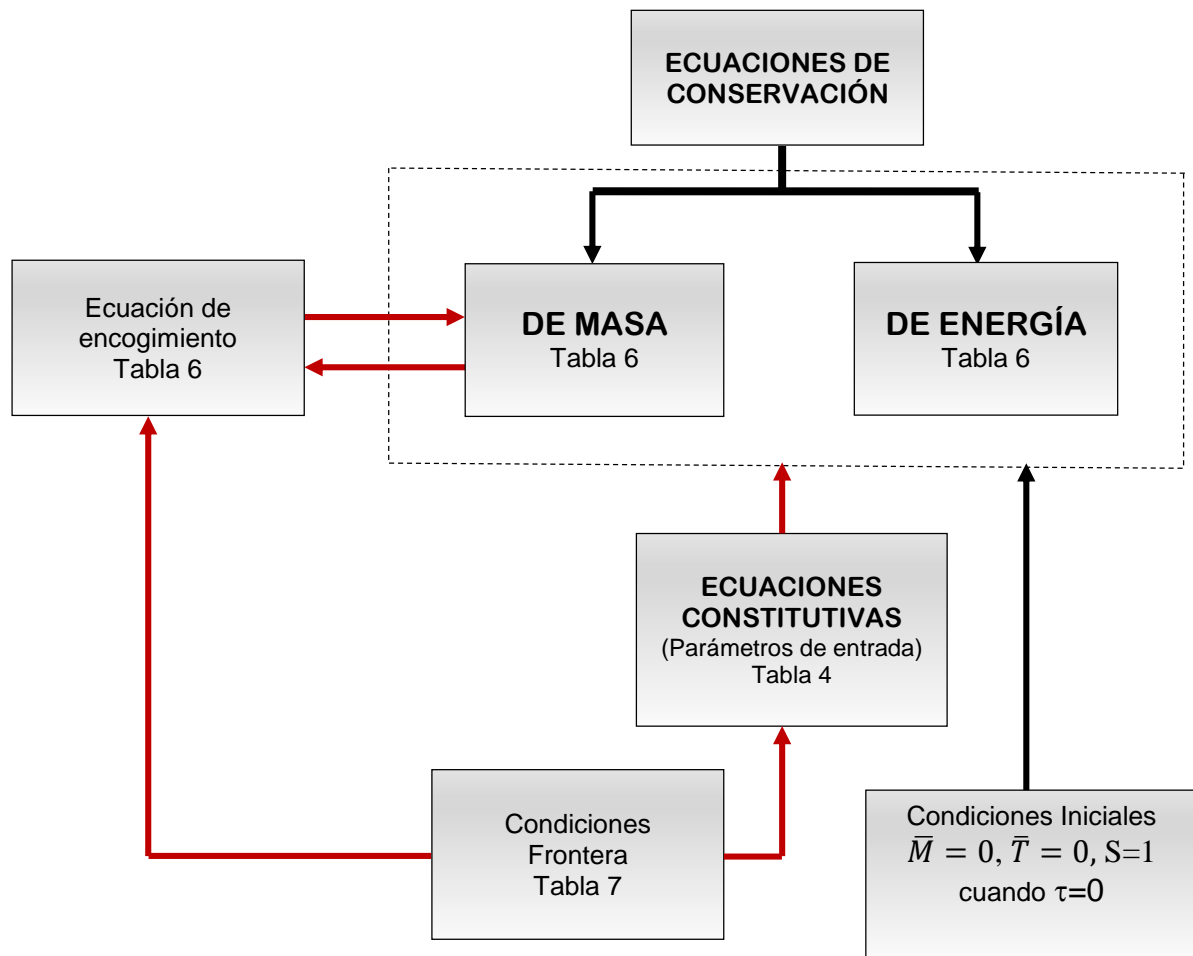 ECUACIONES DE
CONSERVACIÓN
Ecuación de
encogimiento
Tabla 6
DE MASA
Tabla 6
DE ENERGÍA
Tabla 6
ECUACIONES
CONSTITUTIVAS
(Parámetros de entrada)
Tabla 4
Condiciones
Frontera
Tabla 7
Condiciones Iniciales
M̅ = 0, T̅ = 0, S=1
cuando τ=0